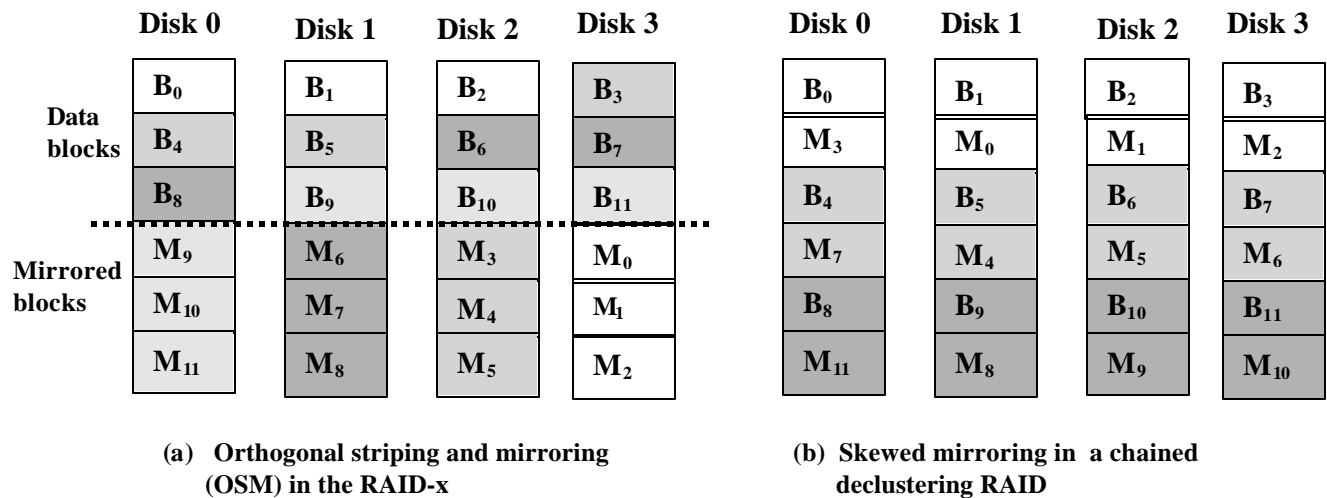 Disk 0 Disk 1 Disk 2 Disk 3 Disk 0 Disk 1 Disk 2 Disk 3
B0 B1 B2 B3 B0 B1 B2 B3
Data
blocks
B4 B5 B6 B7 M3 M0 M1 M2
B8 B9 B10 B11 B4 B5 B6 B7
Mirrored
blocks
M9 M6 M3 M0 M7 M4 M5 M6
M10 M7 M4 M1 B8 B9 B10 B11
M11 M8 M5 M2 M11 M8 M9 M10
(a) Orthogonal striping and mirroring
(OSM) in the RAID-x
(b) Skewed mirroring in a chained
declustering RAID